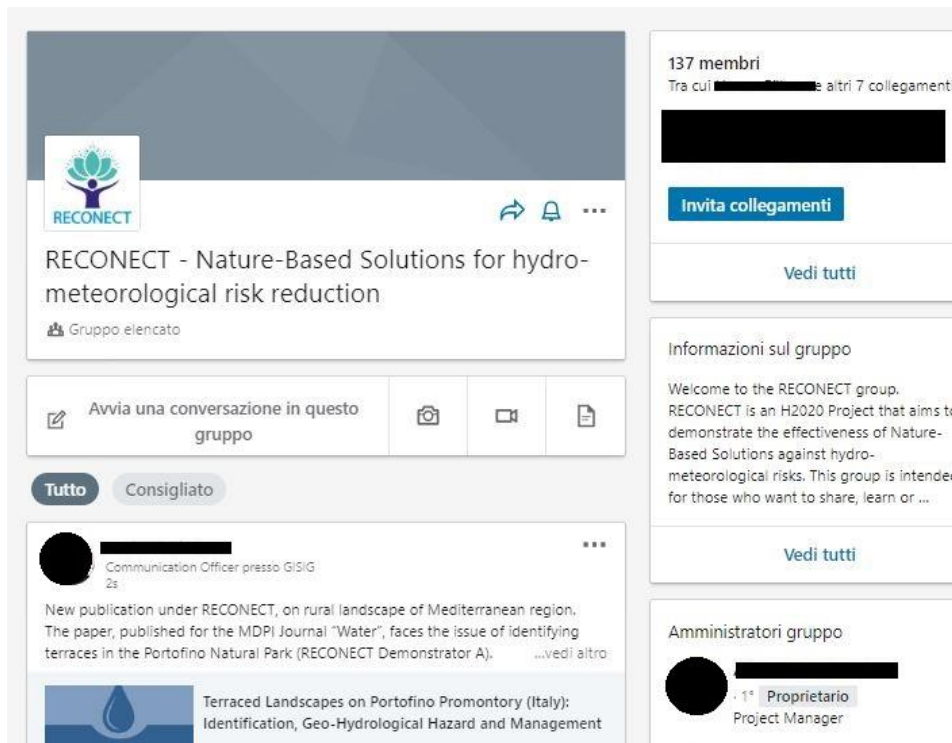 RECONECT
RECONECT - Nature-Based Solutions for hydro-
meteorological risk reduction
Gruppo elencato
Avvia una conversazione in questo
gruppo
Tutto
Consigliato
Communication Officer presso GISIG
2s
New publication under RECONECT, on rural landscape of Mediterranean region.
The paper, published for the MDPI Journal "Water", faces the issue of identifying
terraces in the Portofino Natural Park (RECONECT Demonstrator A). ...vedi altro
Terraced Landscapes on Portofino Promontory (Italy):
Identification, Geo-Hydrological Hazard and Management
137 membri
Tra cui e altri 7 collegamenti
Invita collegamenti
Vedi tutti
Informazioni sul gruppo
Welcome to the RECONECT group.
RECONECT is an H2020 Project that aims to
demonstrate the effectiveness of Nature-
Based Solutions against hydro-
meteorological risks. This group is intended
for those who want to share, learn or ...
Vedi tutti
Amministratori gruppo
· 1° Proprietario
Project Manager